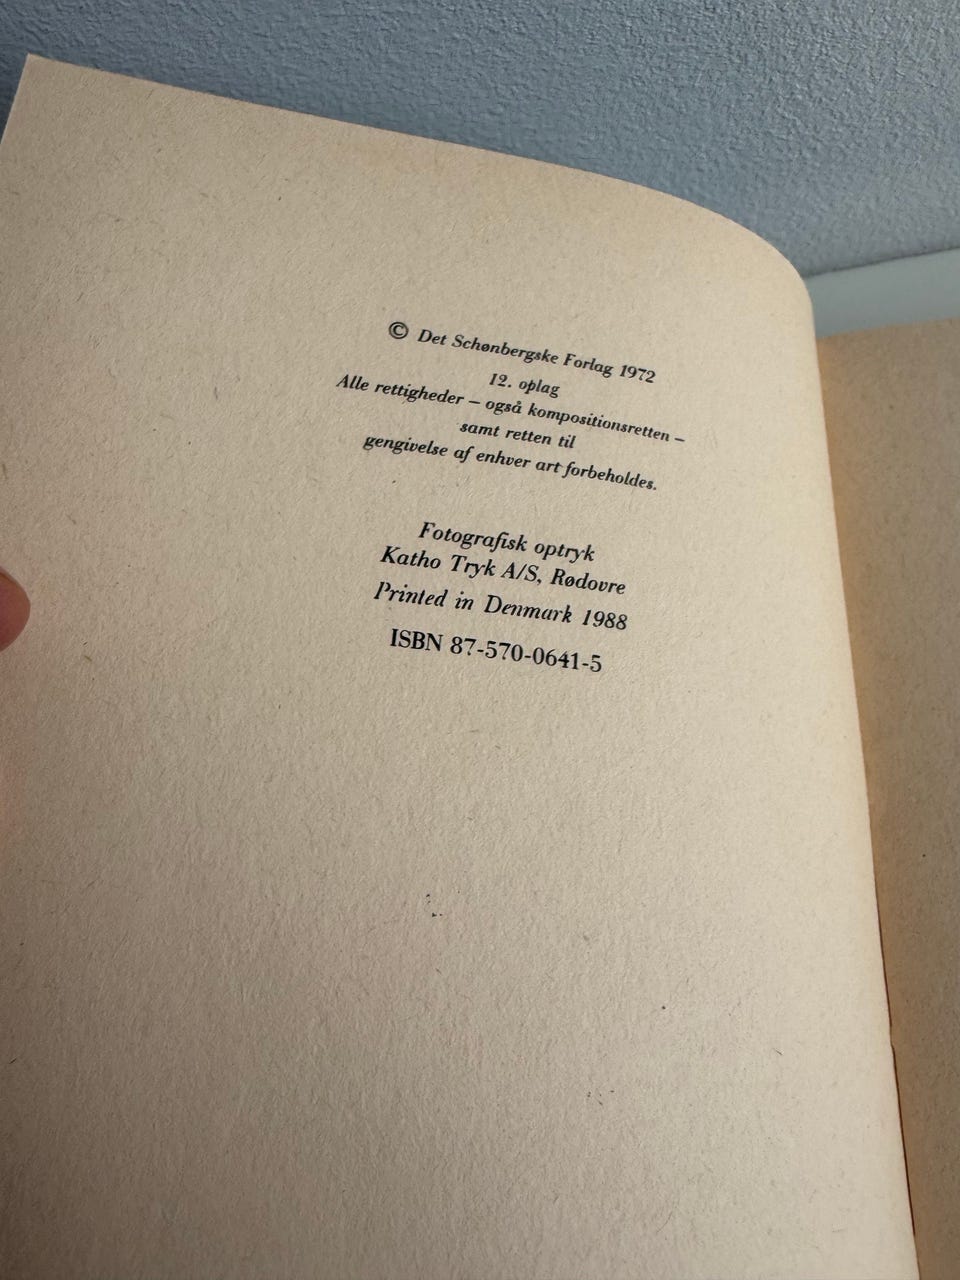 © Det Schønbergske Forlag 1972
12. oplag
Alle rettigheder – også kompositionsretten –
samt retten til
gengivelse af enhver art forbeholdes.
Fotografisk optryk
Katho Tryk A/S, Rødovre
Printed in Denmark 1988
ISBN 87-570-0641-5